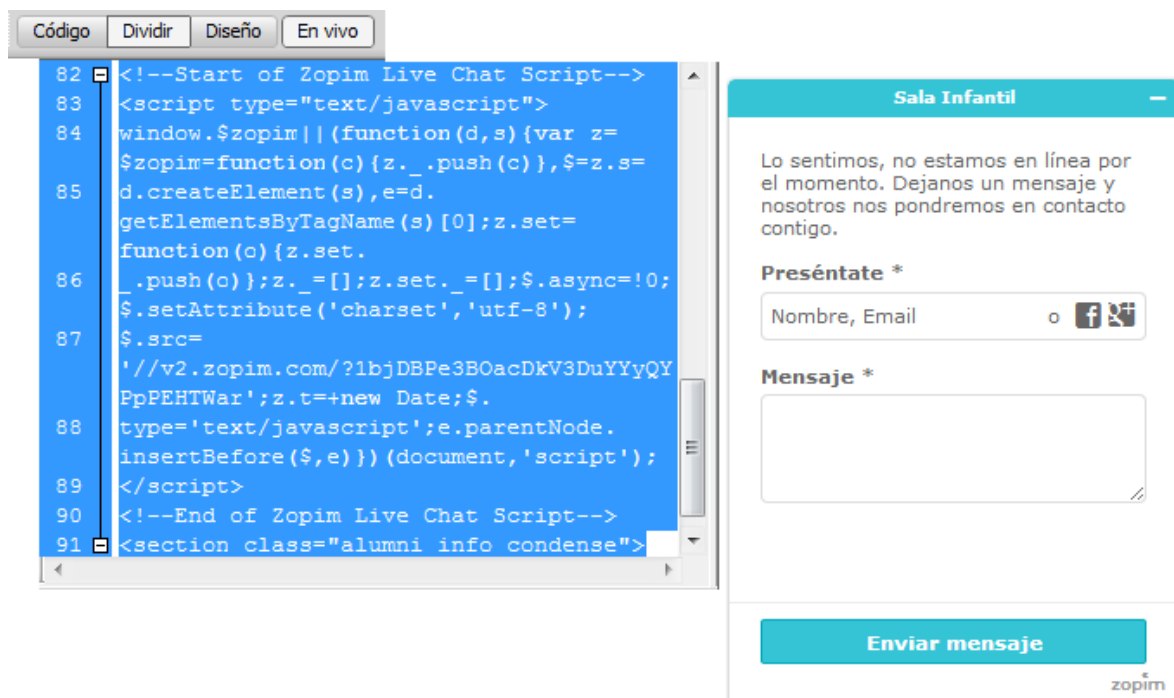 Código Dividir Diseño En vivo
82 <!--Start of Zopim Live Chat Script-->
83 <script type="text/javascript">
84 window.$zopim||(function(d,s){var z=
$zopim=function(c){z._.push(c)},$=z.s=
85 d.createElement(s),e=d.
getElementsByTagName(s)[0];z.set=
function(o){z.set.
86 _.push(o)};z._=[];z.set._=[];$.async=!0;
$.setAttribute('charset','utf-8');
87 $.src=
'//v2.zopim.com/?1bjDBPe3BOacDkV3DuYYyQY
PpPEHTWar';z.t=+new Date;$.
88 type='text/javascript';e.parentNode.
insertBefore($,e)})(document,'script');
89 </script>
90 <!--End of Zopim Live Chat Script-->
91 <section class="alumni info condense">
Sala Infantil
Lo sentimos, no estamos en línea por
el momento. Dejanos un mensaje y
nosotros nos pondremos en contacto
contigo.
Preséntate *
Nombre, Email o
Mensaje *
Enviar mensaje
zopim